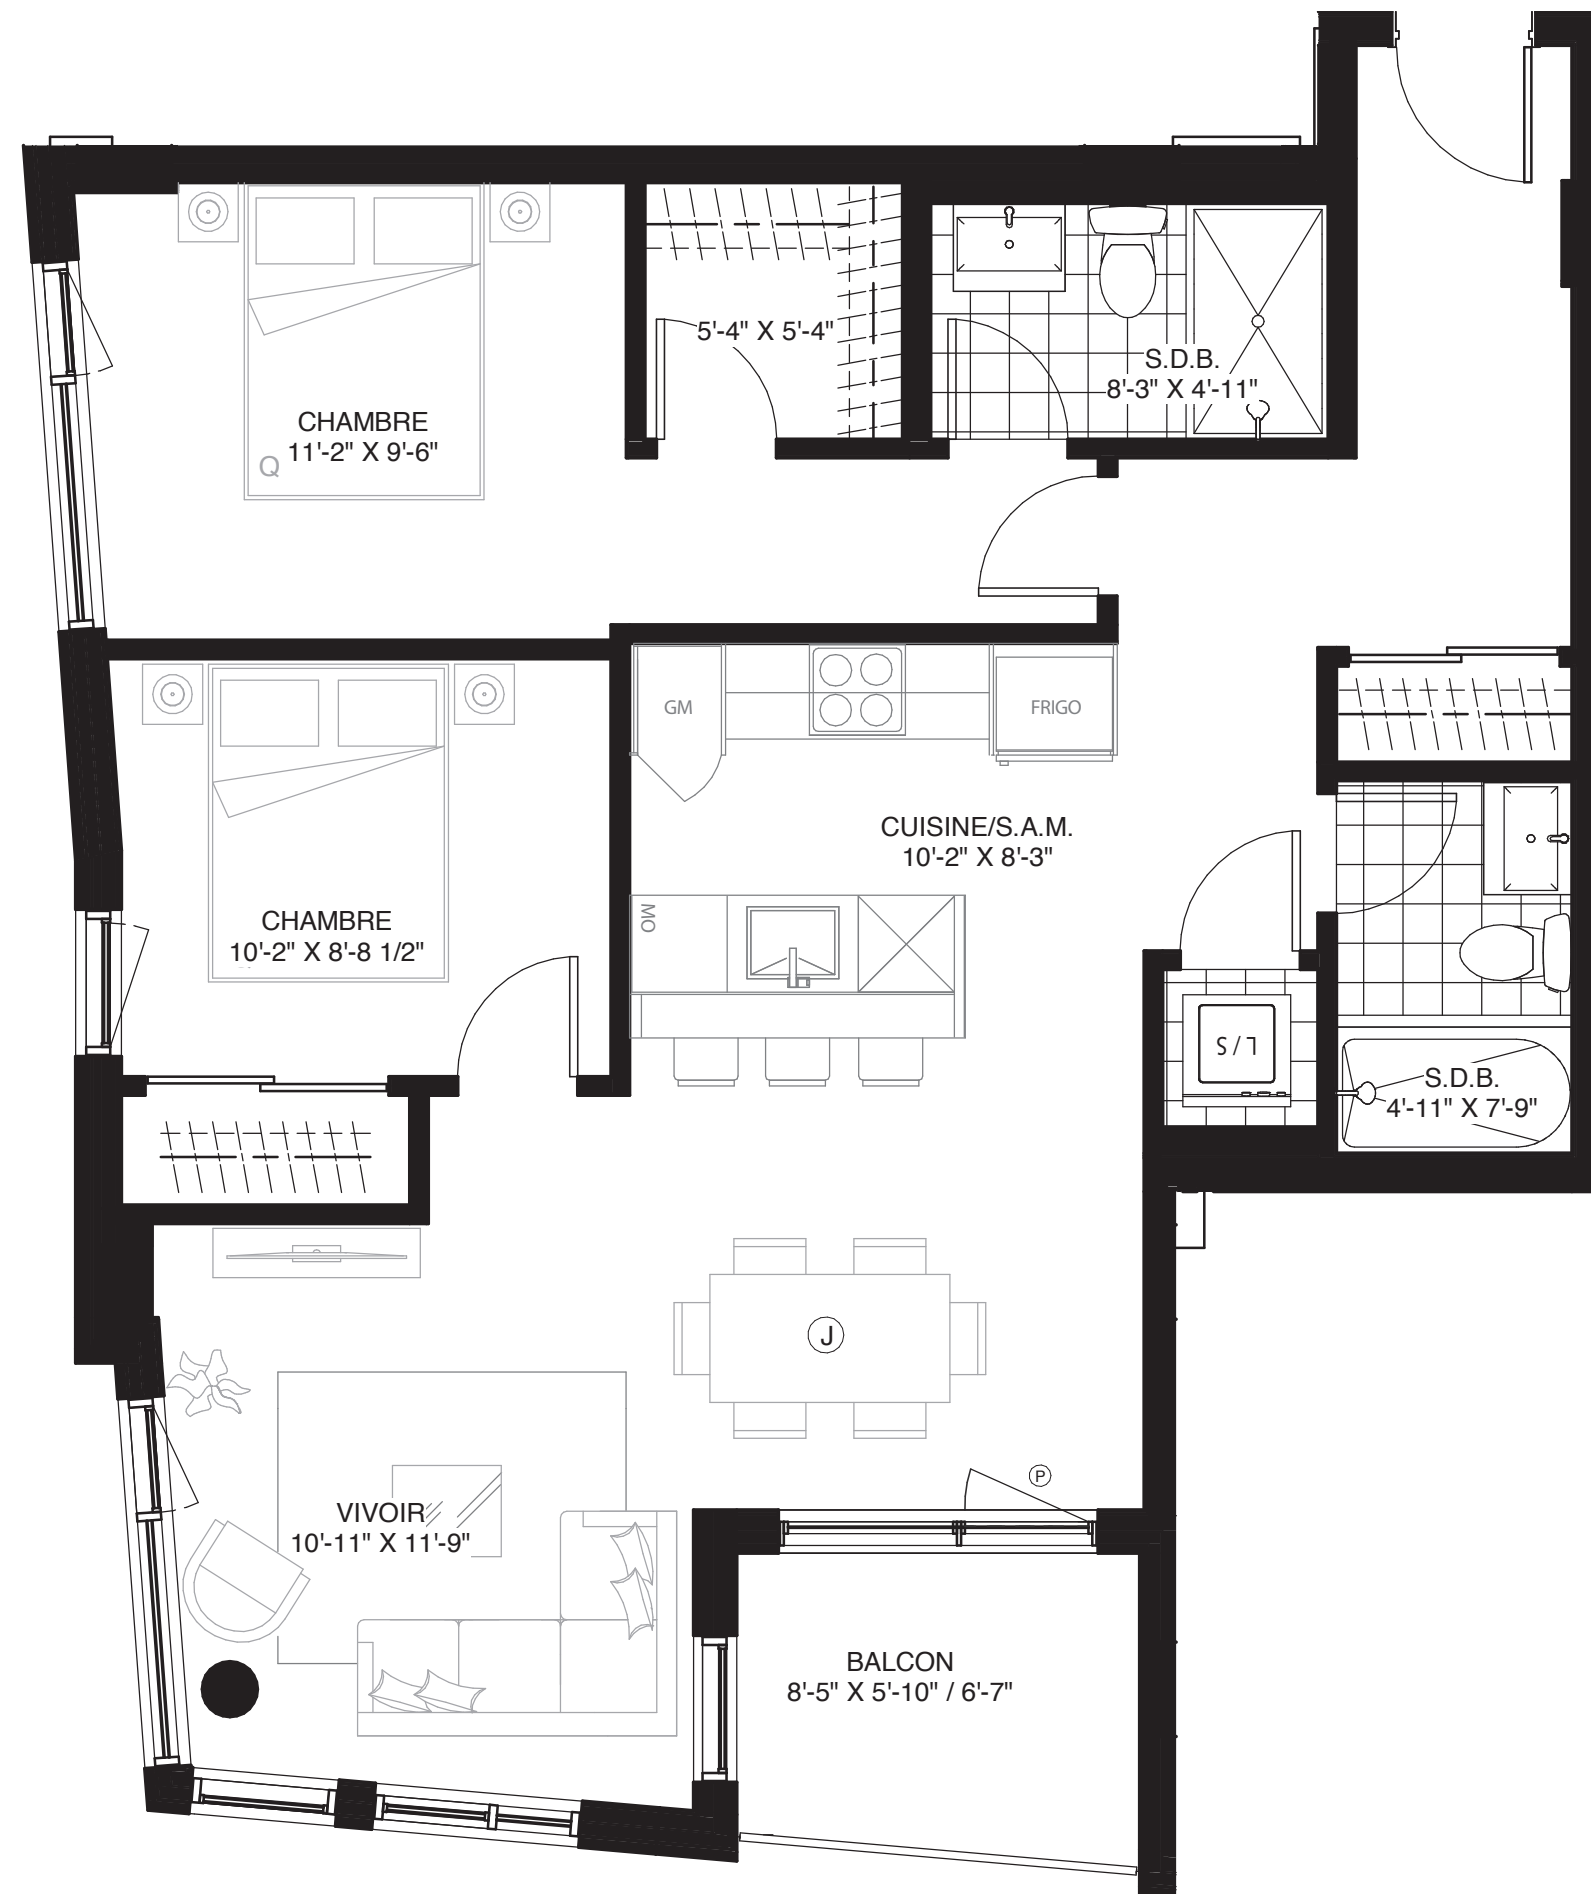 5'-4" X 5'-4"
S.D.B.
8'-3" X 4'-11"
CHAMBRE
11'-2" X 9'-6"
Q
GM
FRIGO
CUISINE/S.A.M.
10'-2" X 8'-3"
MO
CHAMBRE
10'-2" X 8'-8 1/2"
L/S
S.D.B.
4'-11" X 7'-9"
J
P
VIVOIR
10'-11" X 11'-9"
BALCON
8'-5" X 5'-10" / 6'-7"